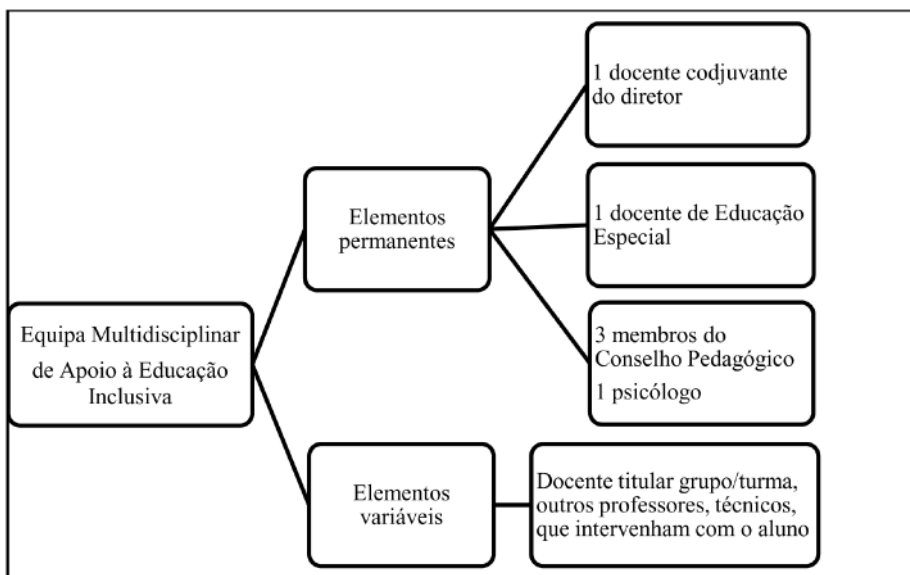 Equipa Multidisciplinar
de Apoio à Educação
Inclusiva
Elementos
permanentes
1 docente codjuvante
do diretor
1 docente de Educação
Especial
3 membros do
Conselho Pedagógico
1 psicólogo
Elementos
variáveis
Docente titular grupo/turma,
outros professores, técnicos,
que intervenham com o aluno